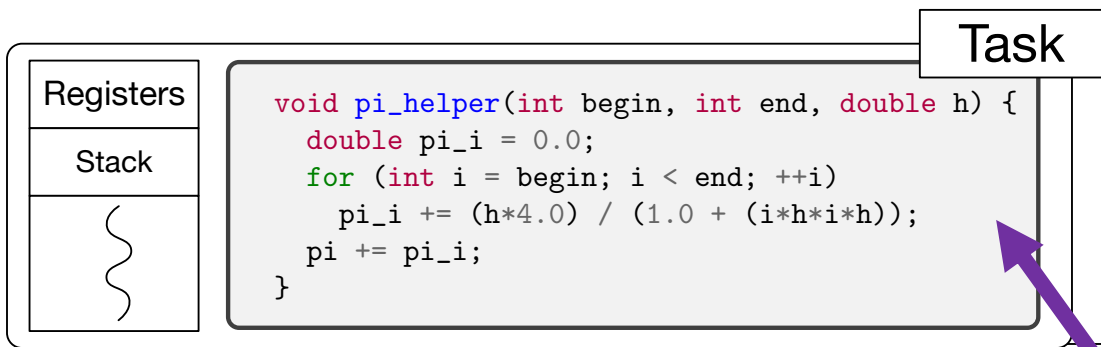 Task
Registers
Stack
void pi_helper(int begin, int end, double h) {
  double pi_i = 0.0;
  for (int i = begin; i < end; ++i)
    pi_i += (h*4.0) / (1.0 + (i*h*i*h));
  pi += pi_i;
}